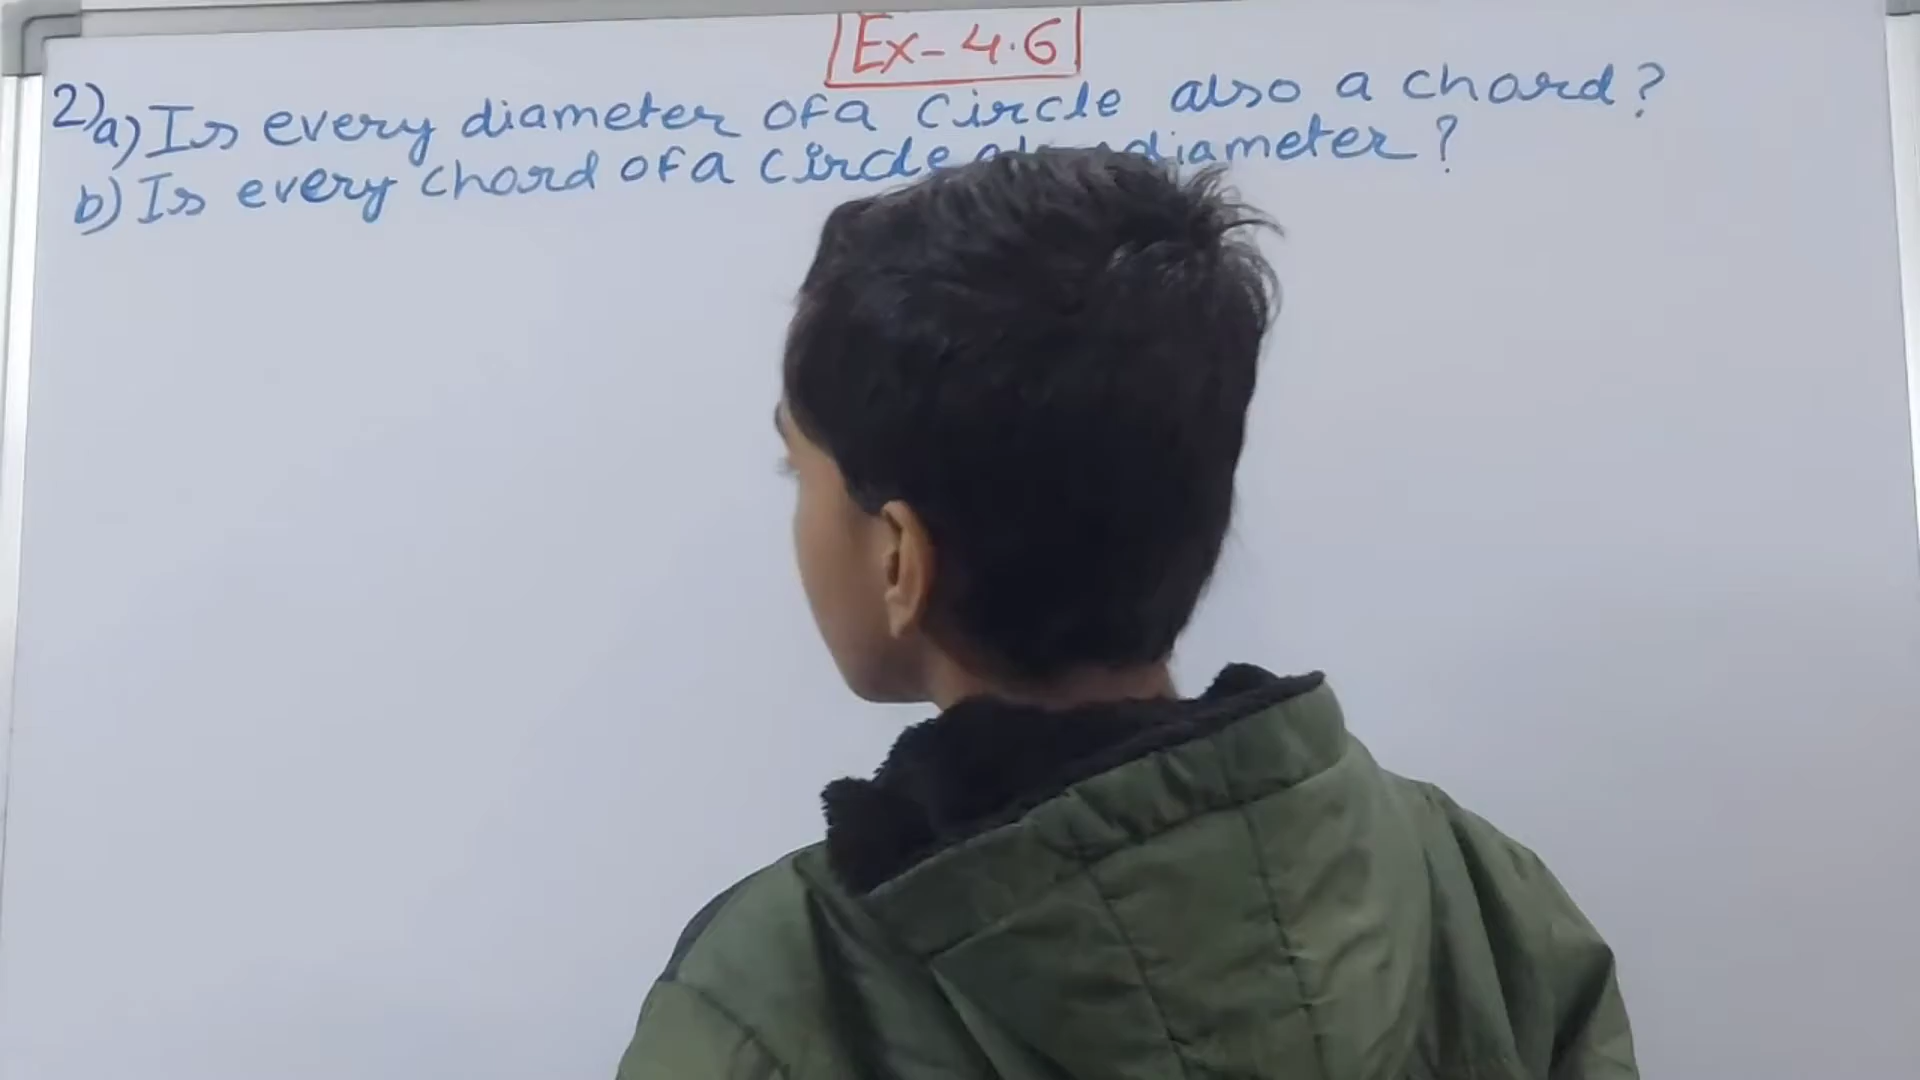 Ex-4.6
2)a) Is every diameter of a circle also a chord?
b) Is every chord of a circle diameter?